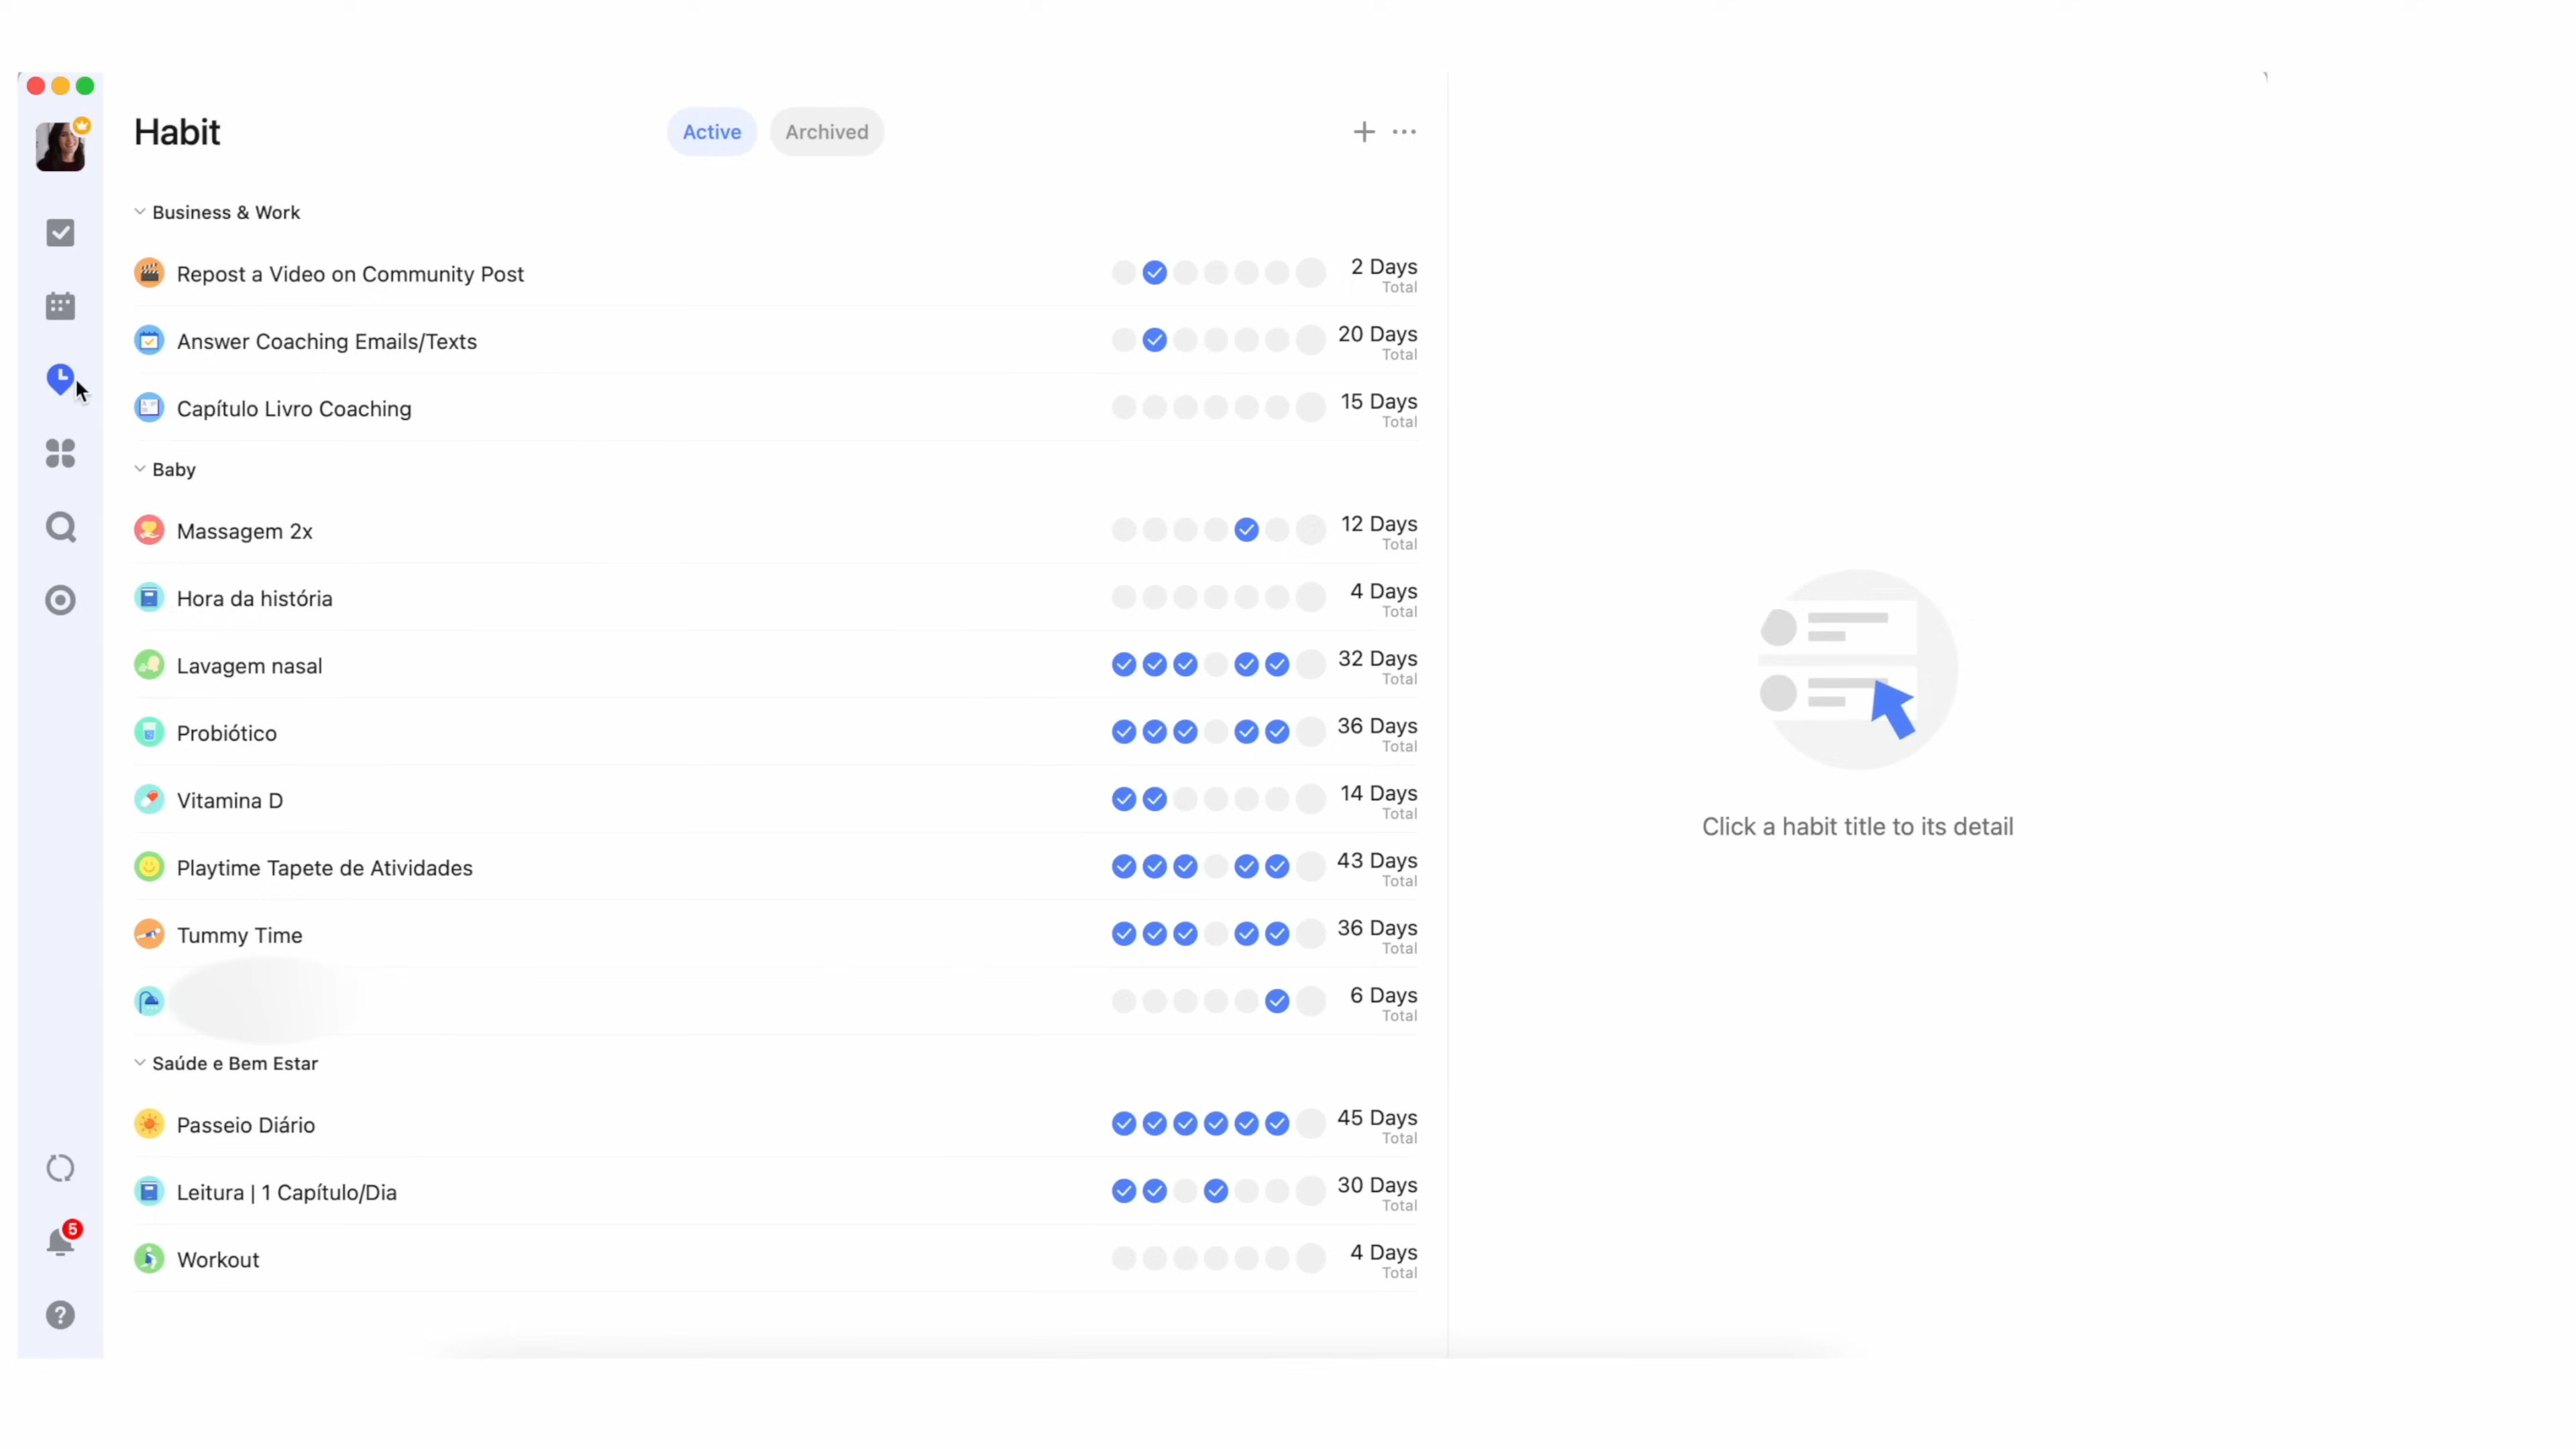 Habit
Active
Archived
Business & Work
Repost a Video on Community Post
2 Days
Total
Answer Coaching Emails/Texts
20 Days
Total
Capítulo Livro Coaching
15 Days
Total
Baby
Massagem 2x
12 Days
Total
Hora da história
4 Days
Total
Lavagem nasal
32 Days
Total
Probiótico
36 Days
Total
Vitamina D
14 Days
Total
Playtime Tapete de Atividades
43 Days
Total
Tummy Time
36 Days
Total
6 Days
Total
Saúde e Bem Estar
Passeio Diário
45 Days
Total
Leitura | 1 Capítulo/Dia
30 Days
Total
Workout
4 Days
Total
5
?
Click a habit title to its detail